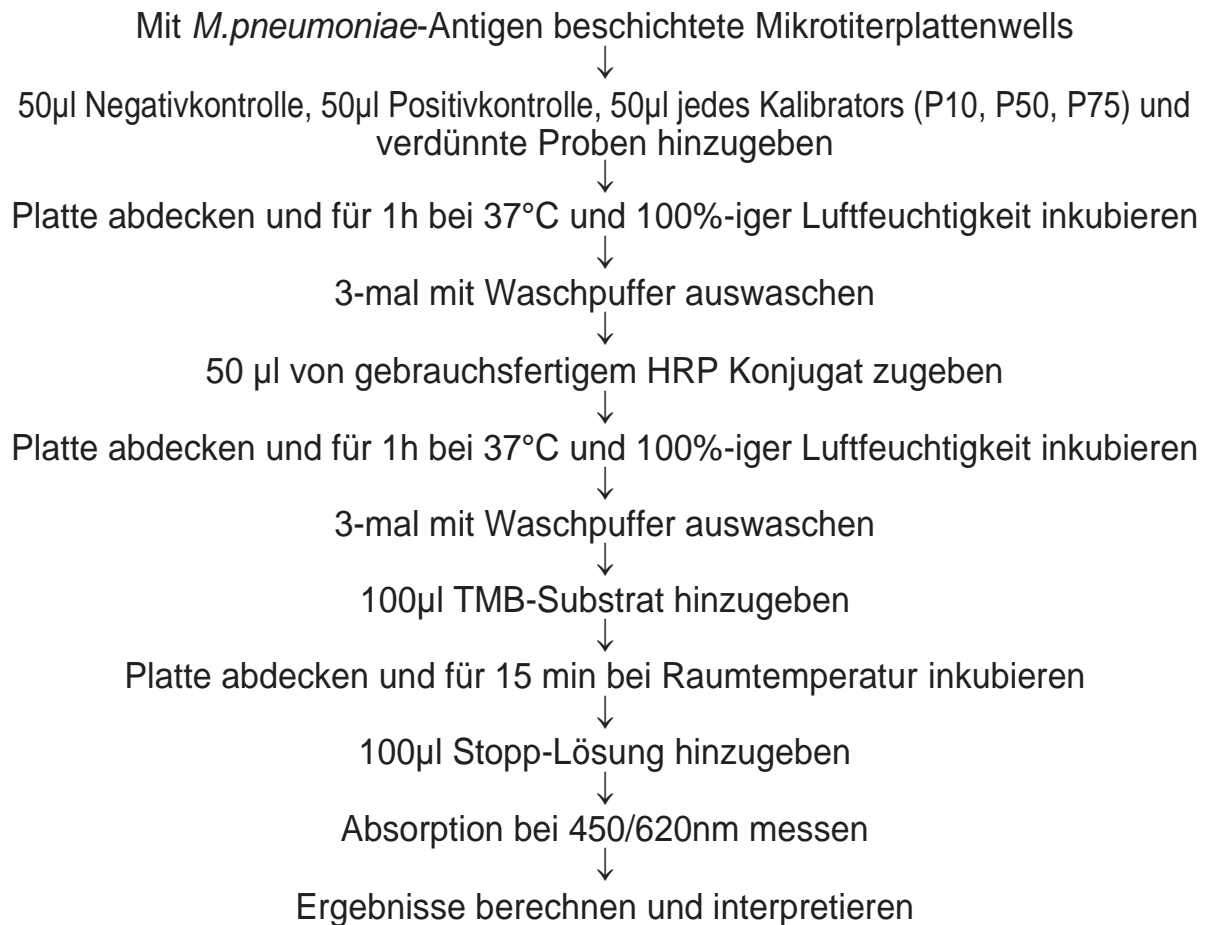 Mit M.pneumoniae-Antigen beschichtete Mikrotiterplattenwells
↓
50µl Negativkontrolle, 50µl Positivkontrolle, 50µl jedes Kalibrators (P10, P50, P75) und
verdünnte Proben hinzugeben
↓
Platte abdecken und für 1h bei 37°C und 100%-iger Luftfeuchtigkeit inkubieren
↓
3-mal mit Waschpuffer auswaschen
↓
50 µl von gebrauchsfertigem HRP Konjugat zugeben
↓
Platte abdecken und für 1h bei 37°C und 100%-iger Luftfeuchtigkeit inkubieren
↓
3-mal mit Waschpuffer auswaschen
↓
100µl TMB-Substrat hinzugeben
↓
Platte abdecken und für 15 min bei Raumtemperatur inkubieren
↓
100µl Stopp-Lösung hinzugeben
↓
Absorption bei 450/620nm messen
↓
Ergebnisse berechnen und interpretieren